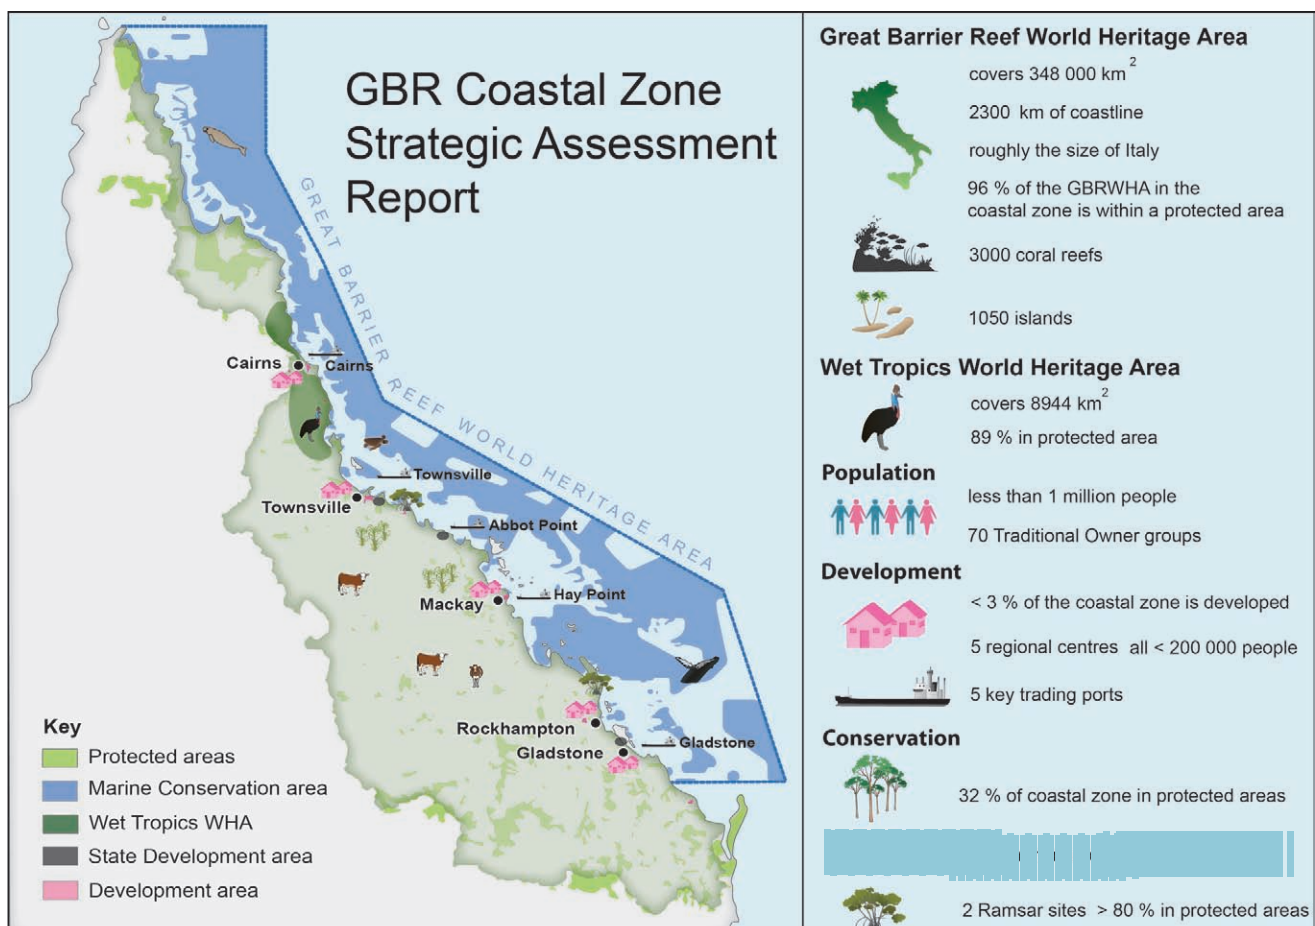 GBR Coastal Zone
Strategic Assessment
Report
GREAT BARRIER REEF WORLD HERITAGE AREA
Cairns
Cairns
Townsville
Townsville
Abbot Point
Mackay
Hay Point
Rockhampton
Gladstone
Gladstone
Key
Protected areas
Marine Conservation area
Wet Tropics WHA
State Development area
Development area
Great Barrier Reef World Heritage Area
covers 348 000 km²
2300 km of coastline
roughly the size of Italy
96 % of the GBRWHA in the
coastal zone is within a protected area
3000 coral reefs
1050 islands
Wet Tropics World Heritage Area
covers 8944 km²
89 % in protected area
Population
less than 1 million people
70 Traditional Owner groups
Development
< 3 % of the coastal zone is developed
5 regional centres all < 200 000 people
5 key trading ports
Conservation
32 % of coastal zone in protected areas
2 Ramsar sites > 80 % in protected areas